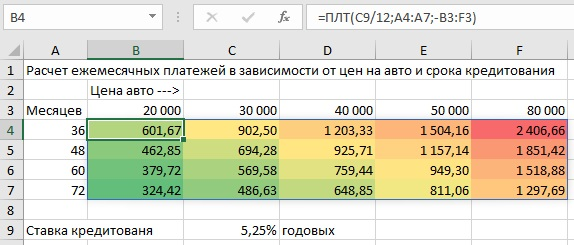 B4 fx =ПЛТ(C9/12;A4:A7;-B3:F3)
A B C D E F
1 Расчет ежемесячных платежей в зависимости от цен на авто и срока кредитования
2 Цена авто --->
3 Месяцев 20 000 30 000 40 000 50 000 80 000
4 36 601,67 902,50 1 203,33 1 504,16 2 406,66
5 48 462,85 694,28 925,71 1 157,14 1 851,42
6 60 379,72 569,58 759,44 949,30 1 518,88
7 72 324,42 486,63 648,85 811,06 1 297,69
8
9 Ставка кредитованя 5,25% годовых